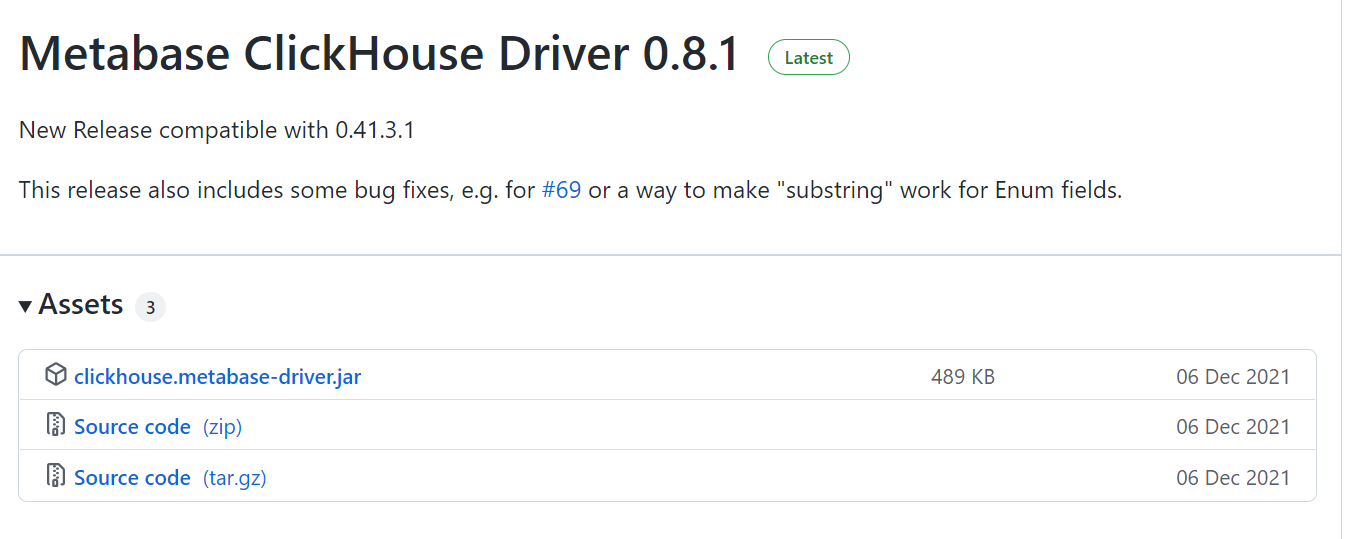 Metabase ClickHouse Driver 0.8.1 Latest
New Release compatible with 0.41.3.1
This release also includes some bug fixes, e.g. for #69 or a way to make "substring" work for Enum fields.
Assets 3
clickhouse.metabase-driver.jar 489 KB 06 Dec 2021
Source code (zip) 06 Dec 2021
Source code (tar.gz) 06 Dec 2021